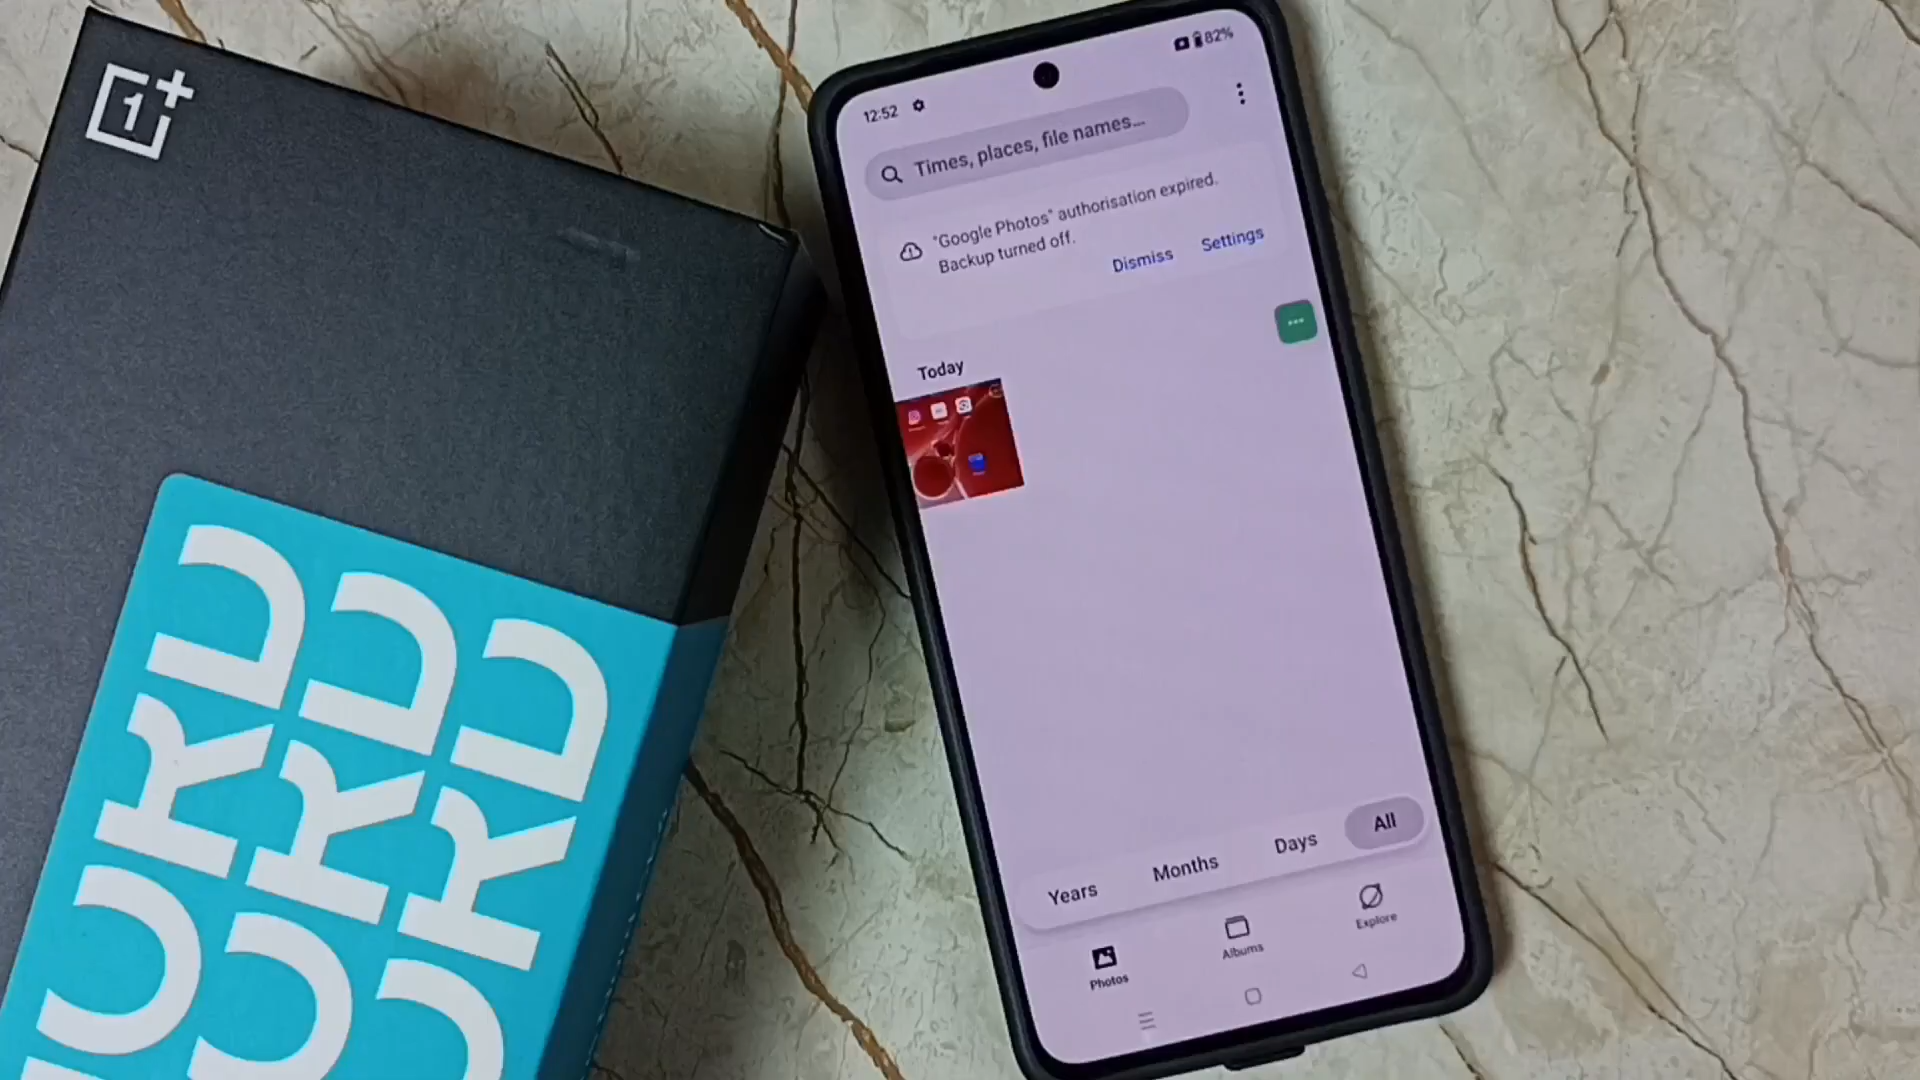 1+
NORD
NORD
NORD
12:52
82%
Times, places, file names...
"Google Photos" authorisation expired.
Backup turned off.
Dismiss
Settings
Today
Years
Months
Days
All
Photos
Albums
Explore